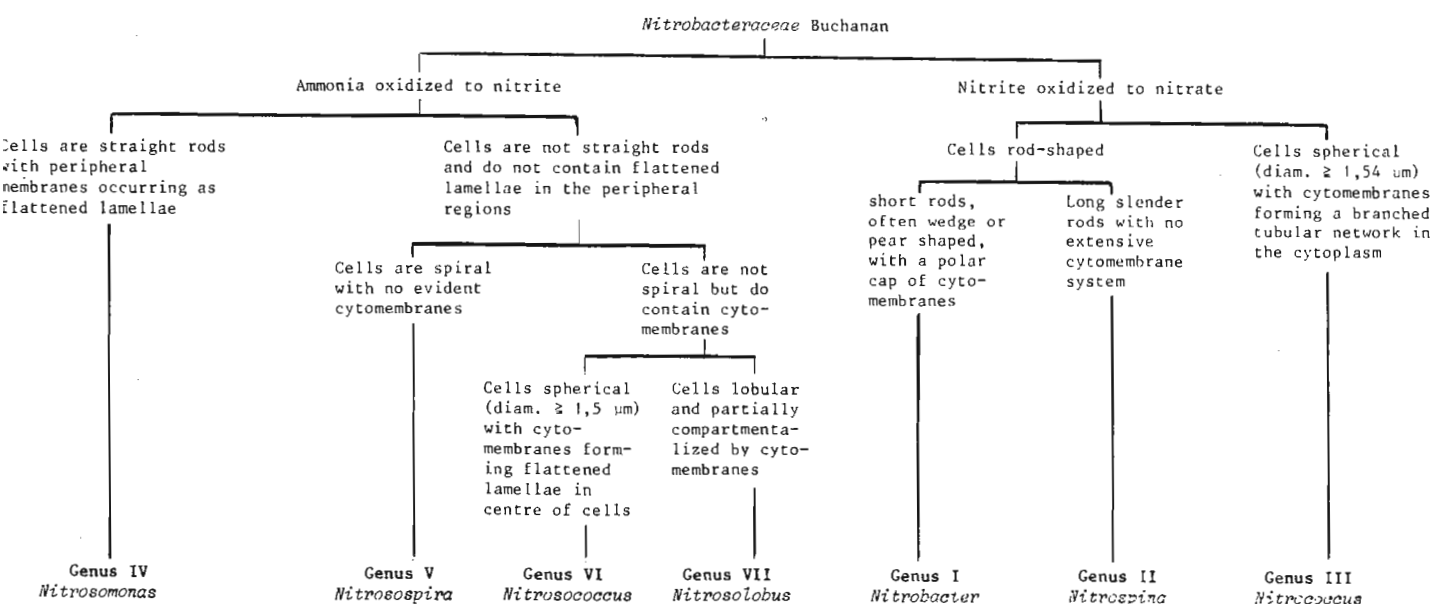 Nitrobacteraceae Buchanan
Ammonia oxidized to nitrite
Nitrite oxidized to nitrate
Cells are straight rods
with peripheral
membranes occurring as
flattened lamellae
Cells are not straight rods
and do not contain flattened
lamellae in the peripheral
regions
Cells rod-shaped
Cells spherical
(diam. ≥ 1,54 um)
with cytomembranes
forming a branched
tubular network in
the cytoplasm
short rods,
often wedge or
pear shaped,
with a polar
cap of cyto-
membranes
Long slender
rods with no
extensive
cytomembrane
system
Cells are spiral
with no evident
cytomembranes
Cells are not
spiral but do
contain cyto-
membranes
Cells spherical
(diam. ≥ 1,5 µm)
with cyto-
membranes form-
ing flattened
lamellae in
centre of cells
Cells lobular
and partially
compartmenta-
lized by cyto-
membranes
Genus IV
Nitrosomonas
Genus V
Nitrosospira
Genus VI
Nitrosococcus
Genus VII
Nitrosolobus
Genus I
Nitrobacter
Genus II
Nitrospina
Genus III
Nitrococcus